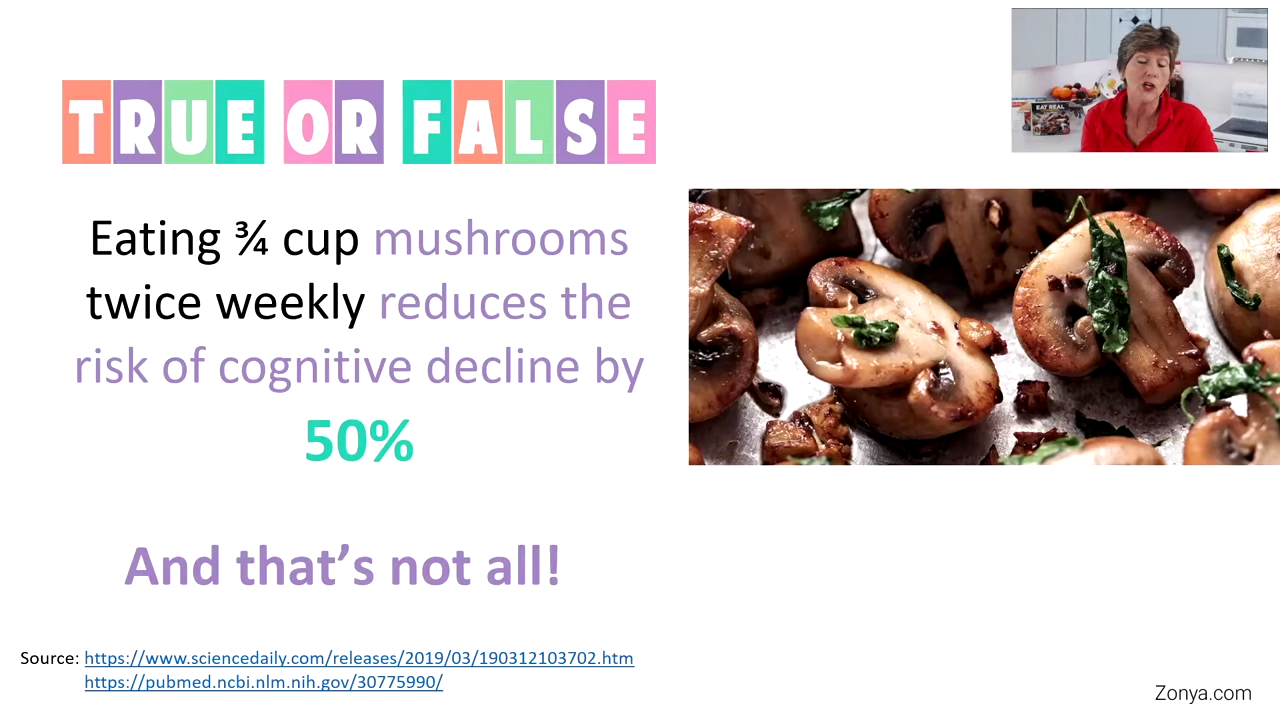 TRUE OR FALSE
EAT REAL
Eating ¾ cup mushrooms
twice weekly reduces the
risk of cognitive decline by
50%
And that’s not all!
Source: https://www.sciencedaily.com/releases/2019/03/190312103702.htm
https://pubmed.ncbi.nlm.nih.gov/30775990/
Zonya.com